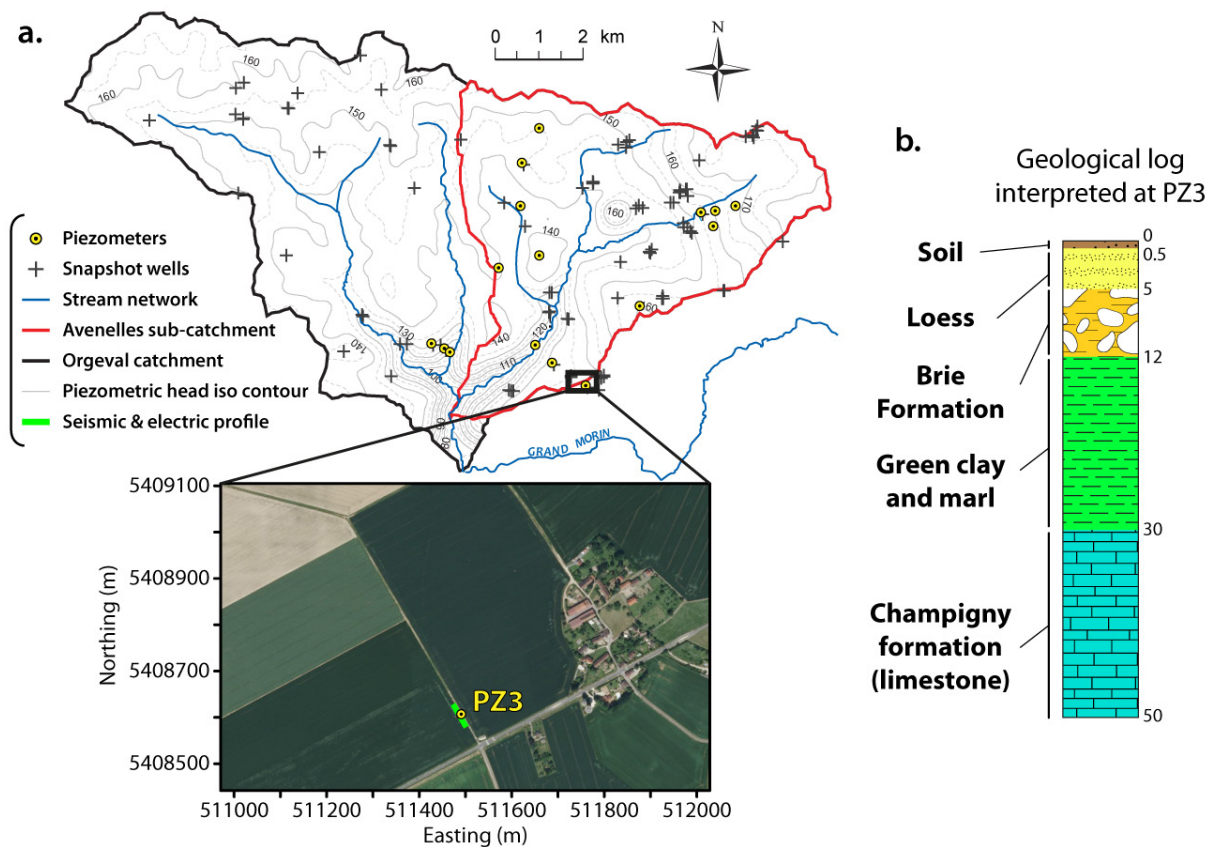 a.
0 1 2 km
N
160
160
160
150
150
160
170
160
140
60
130
140
140
120
110
100
90
GRAND MORIN
Piezometers
Snapshot wells
Stream network
Avenelles sub-catchment
Orgeval catchment
Piezometric head iso contour
Seismic & electric profile
5409100
5408900
5408700
5408500
Northing (m)
PZ3
511000 511200 511400 511600 511800 512000
Easting (m)
b.
Geological log
interpreted at PZ3
Soil
Loess
Brie
Formation
Green clay
and marl
Champigny
formation
(limestone)
0
0.5
5
12
30
50